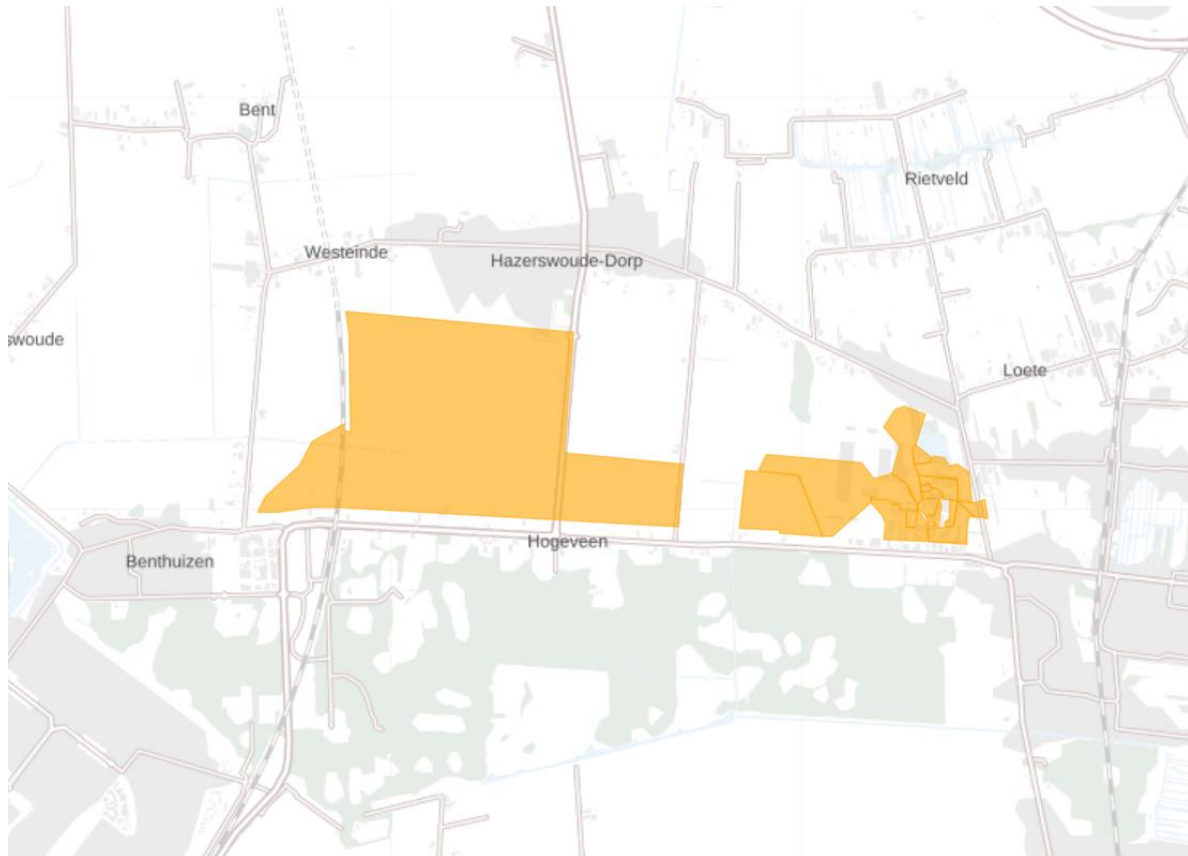 Bent
Rietveld
Westeinde
Hazerswoude-Dorp
swoude
Loete
Hogeveen
Benthuizen